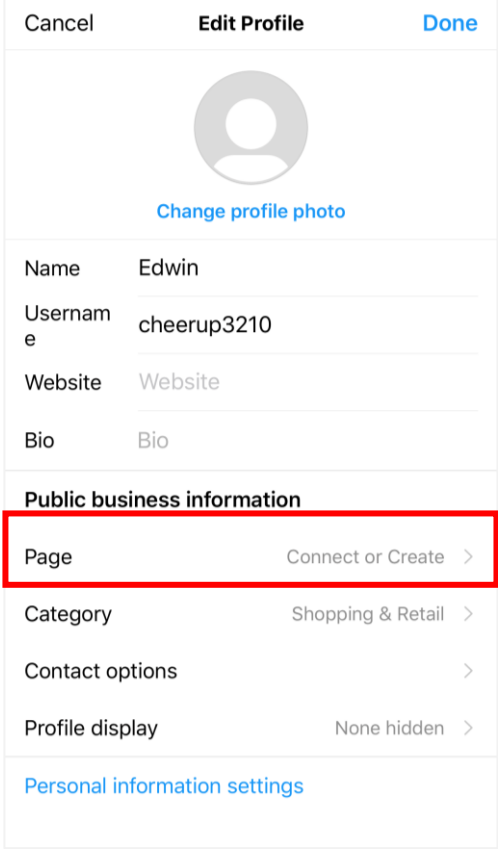 Cancel Edit Profile Done
Change profile photo
Name Edwin
Usernam
e cheerup3210
Website Website
Bio Bio
Public business information
Page Connect or Create
Category Shopping & Retail
Contact options
Profile display None hidden
Personal information settings